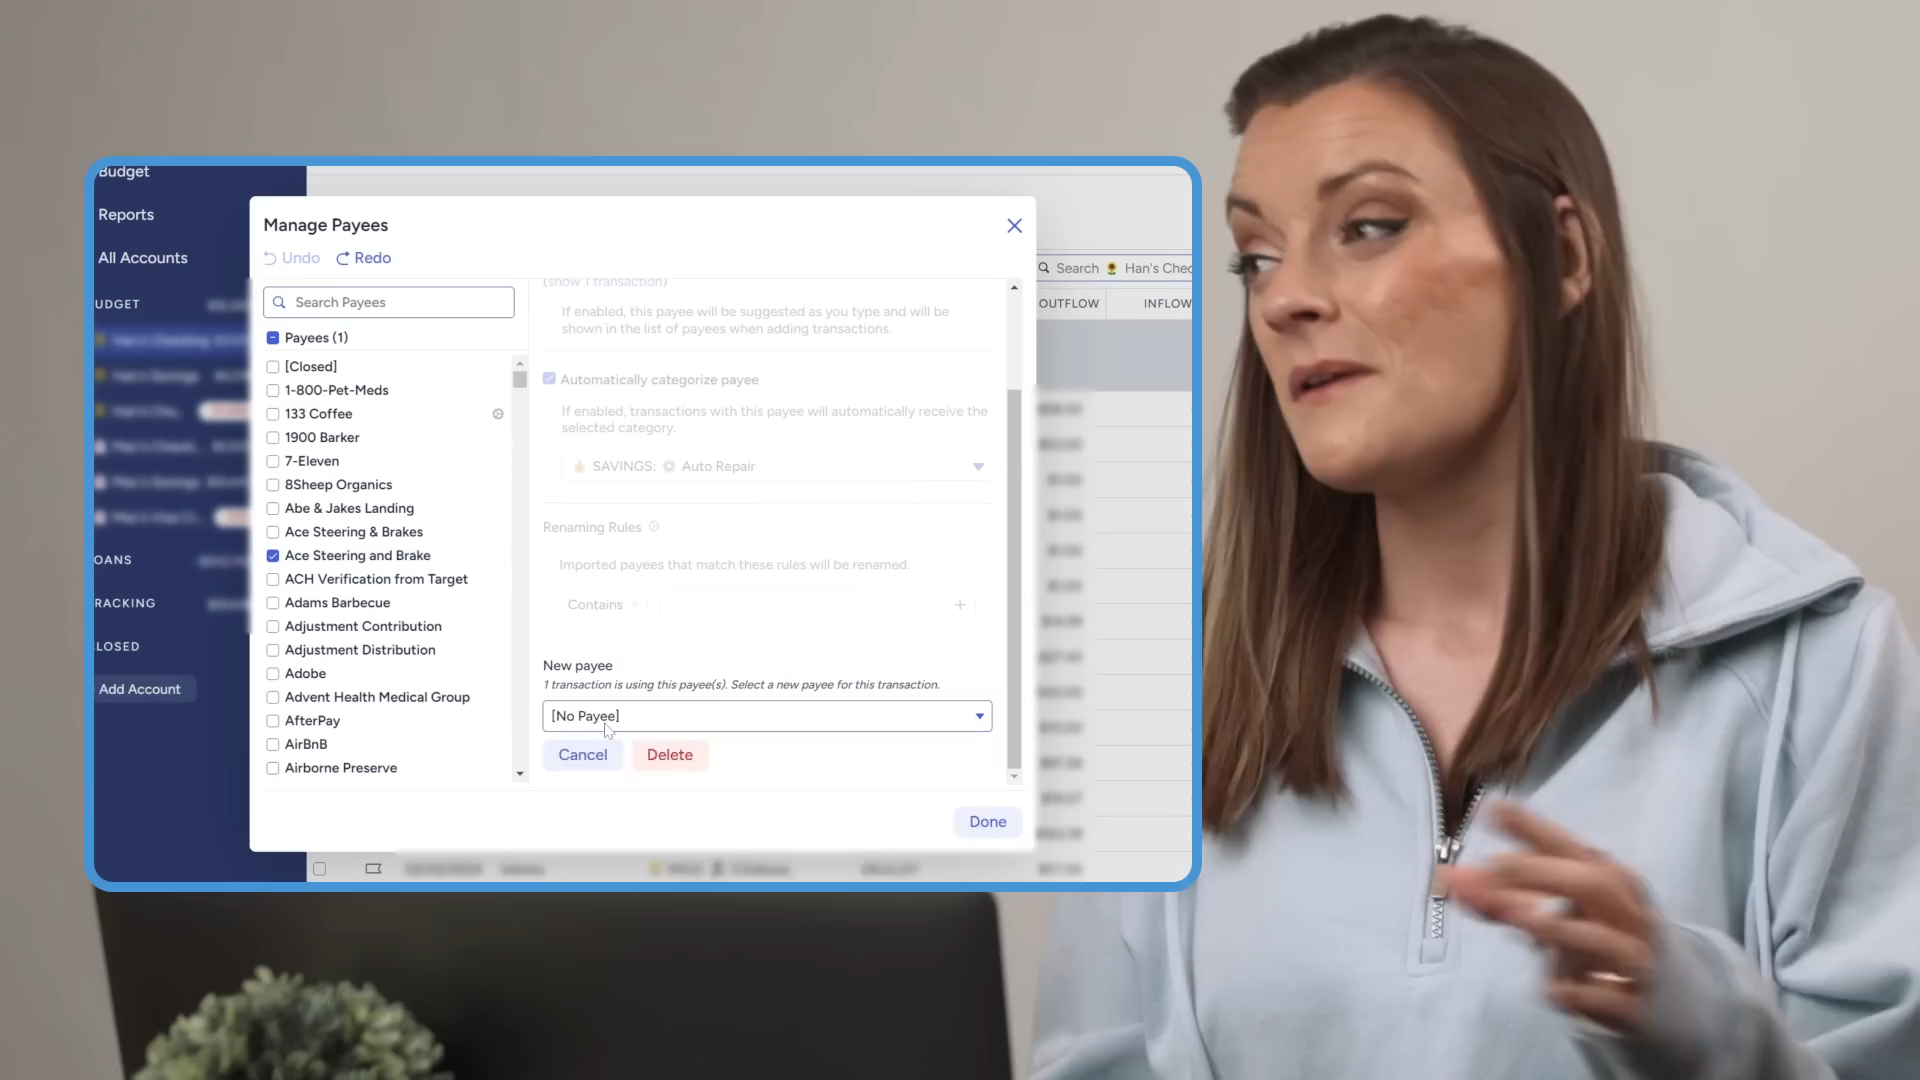 Budget
Reports
All Accounts
UDGET
OANS
RACKING
LOSED
Add Account
Manage Payees
Undo Redo
Search Payees
Payees (1)
[Closed]
1-800-Pet-Meds
133 Coffee
1900 Barker
7-Eleven
8Sheep Organics
Abe & Jakes Landing
Ace Steering & Brakes
Ace Steering and Brake
ACH Verification from Target
Adams Barbecue
Adjustment Contribution
Adjustment Distribution
Adobe
Advent Health Medical Group
AfterPay
AirBnB
Airborne Preserve
(show 1 transaction)
If enabled, this payee will be suggested as you type and will be
shown in the list of payees when adding transactions.
Automatically categorize payee
If enabled, transactions with this payee will automatically receive the
selected category.
SAVINGS: Auto Repair
Renaming Rules
Imported payees that match these rules will be renamed.
Contains
New payee
1 transaction is using this payee(s). Select a new payee for this transaction.
[No Payee]
Cancel Delete
Done
Search Han's Chec
OUTFLOW INFLOW